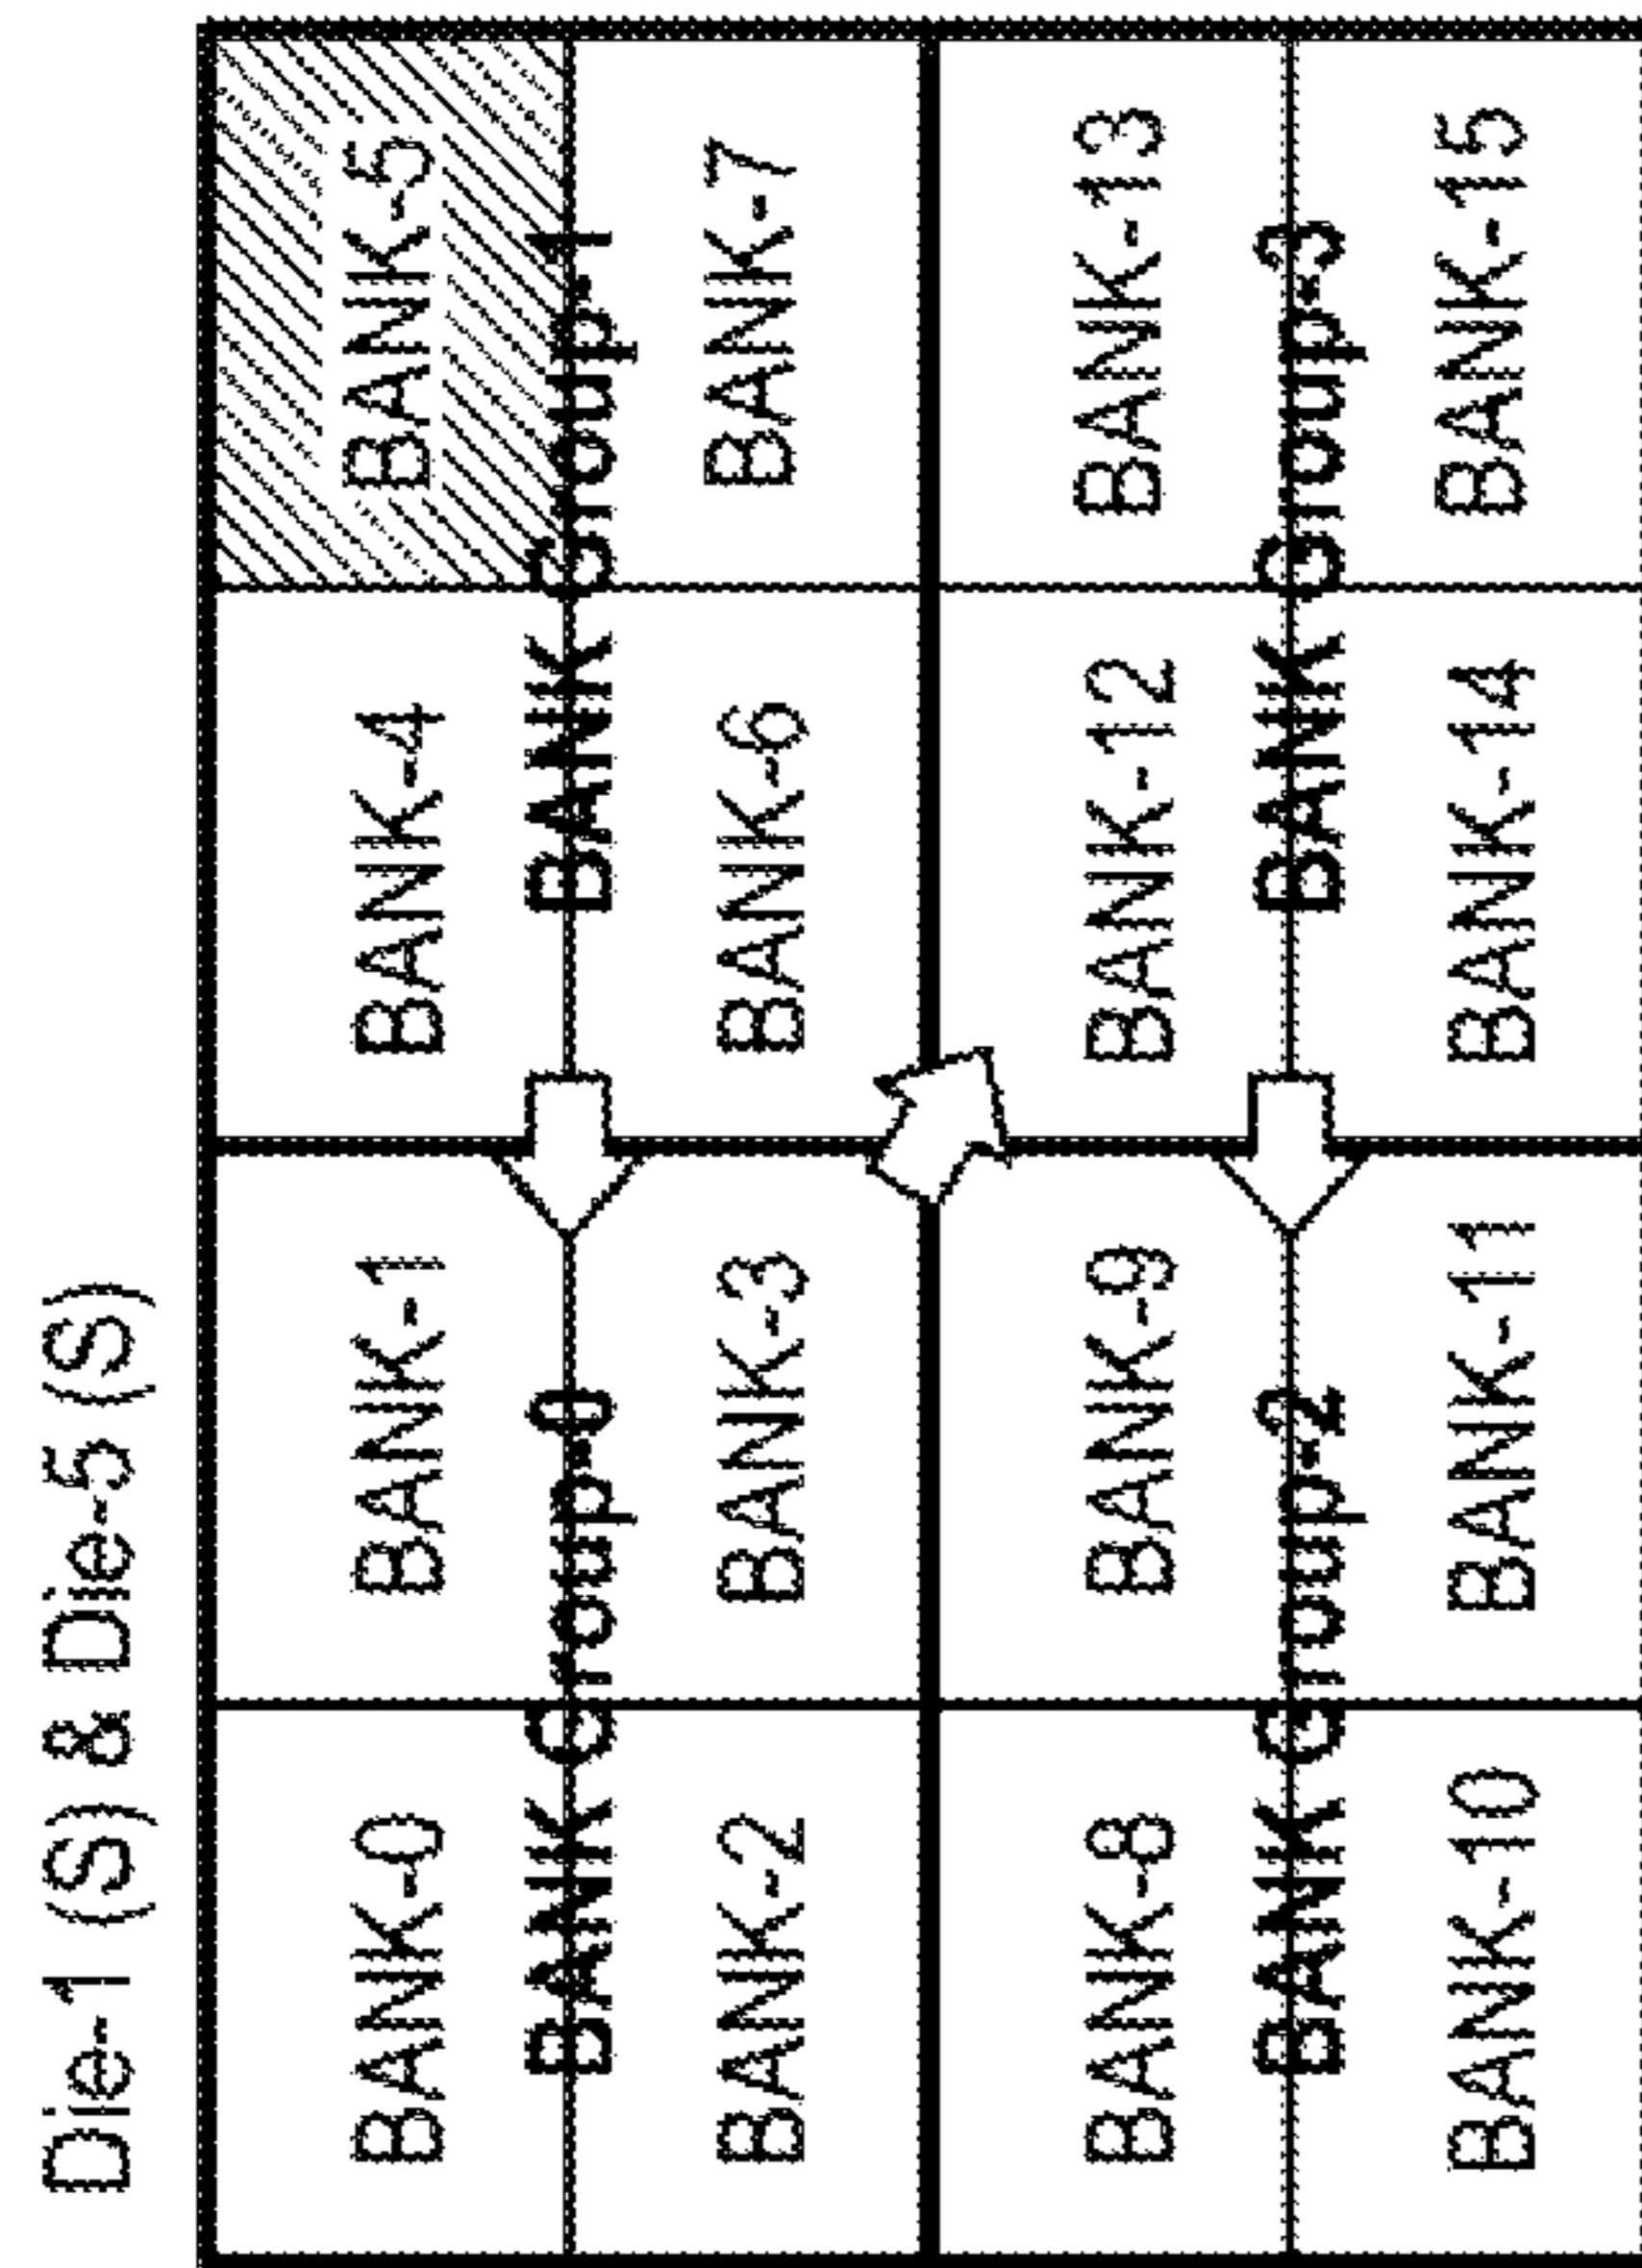 Die-1 (S) & Die-5 (S)
BANK-0 BANK-1 BANK-4 BANK-5
BANK Group-0 BANK Group-1
BANK-2 BANK-3 BANK-6 BANK-7
BANK-8 BANK-9 BANK-12 BANK-13
BANK Group-2 BANK Group-3
BANK-10 BANK-11 BANK-14 BANK-15